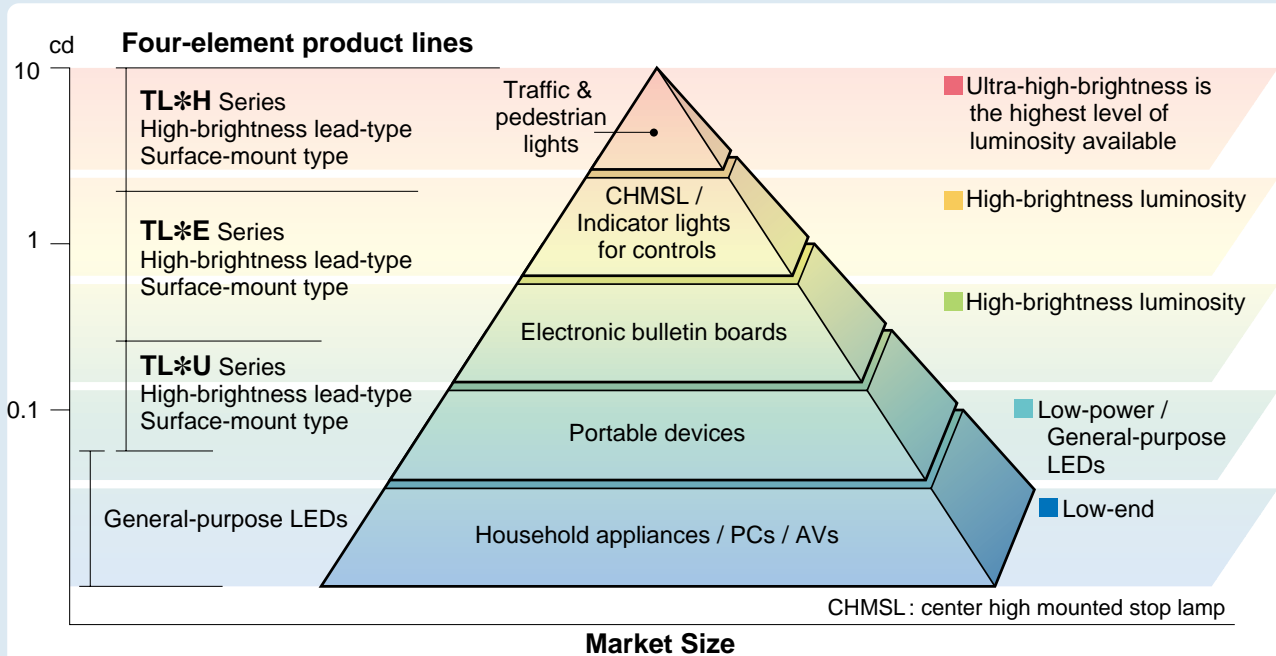 cd
Four-element product lines
10
TL✽H Series
High-brightness lead-type
Surface-mount type
1
TL✽E Series
High-brightness lead-type
Surface-mount type
0.1
TL✽U Series
High-brightness lead-type
Surface-mount type
General-purpose LEDs
Traffic &
pedestrian
lights
CHMSL /
Indicator lights
for controls
Electronic bulletin boards
Portable devices
Household appliances / PCs / AVs
Ultra-high-brightness is
the highest level of
luminosity available
High-brightness luminosity
High-brightness luminosity
Low-power /
General-purpose
LEDs
Low-end
CHMSL : center high mounted stop lamp
Market Size